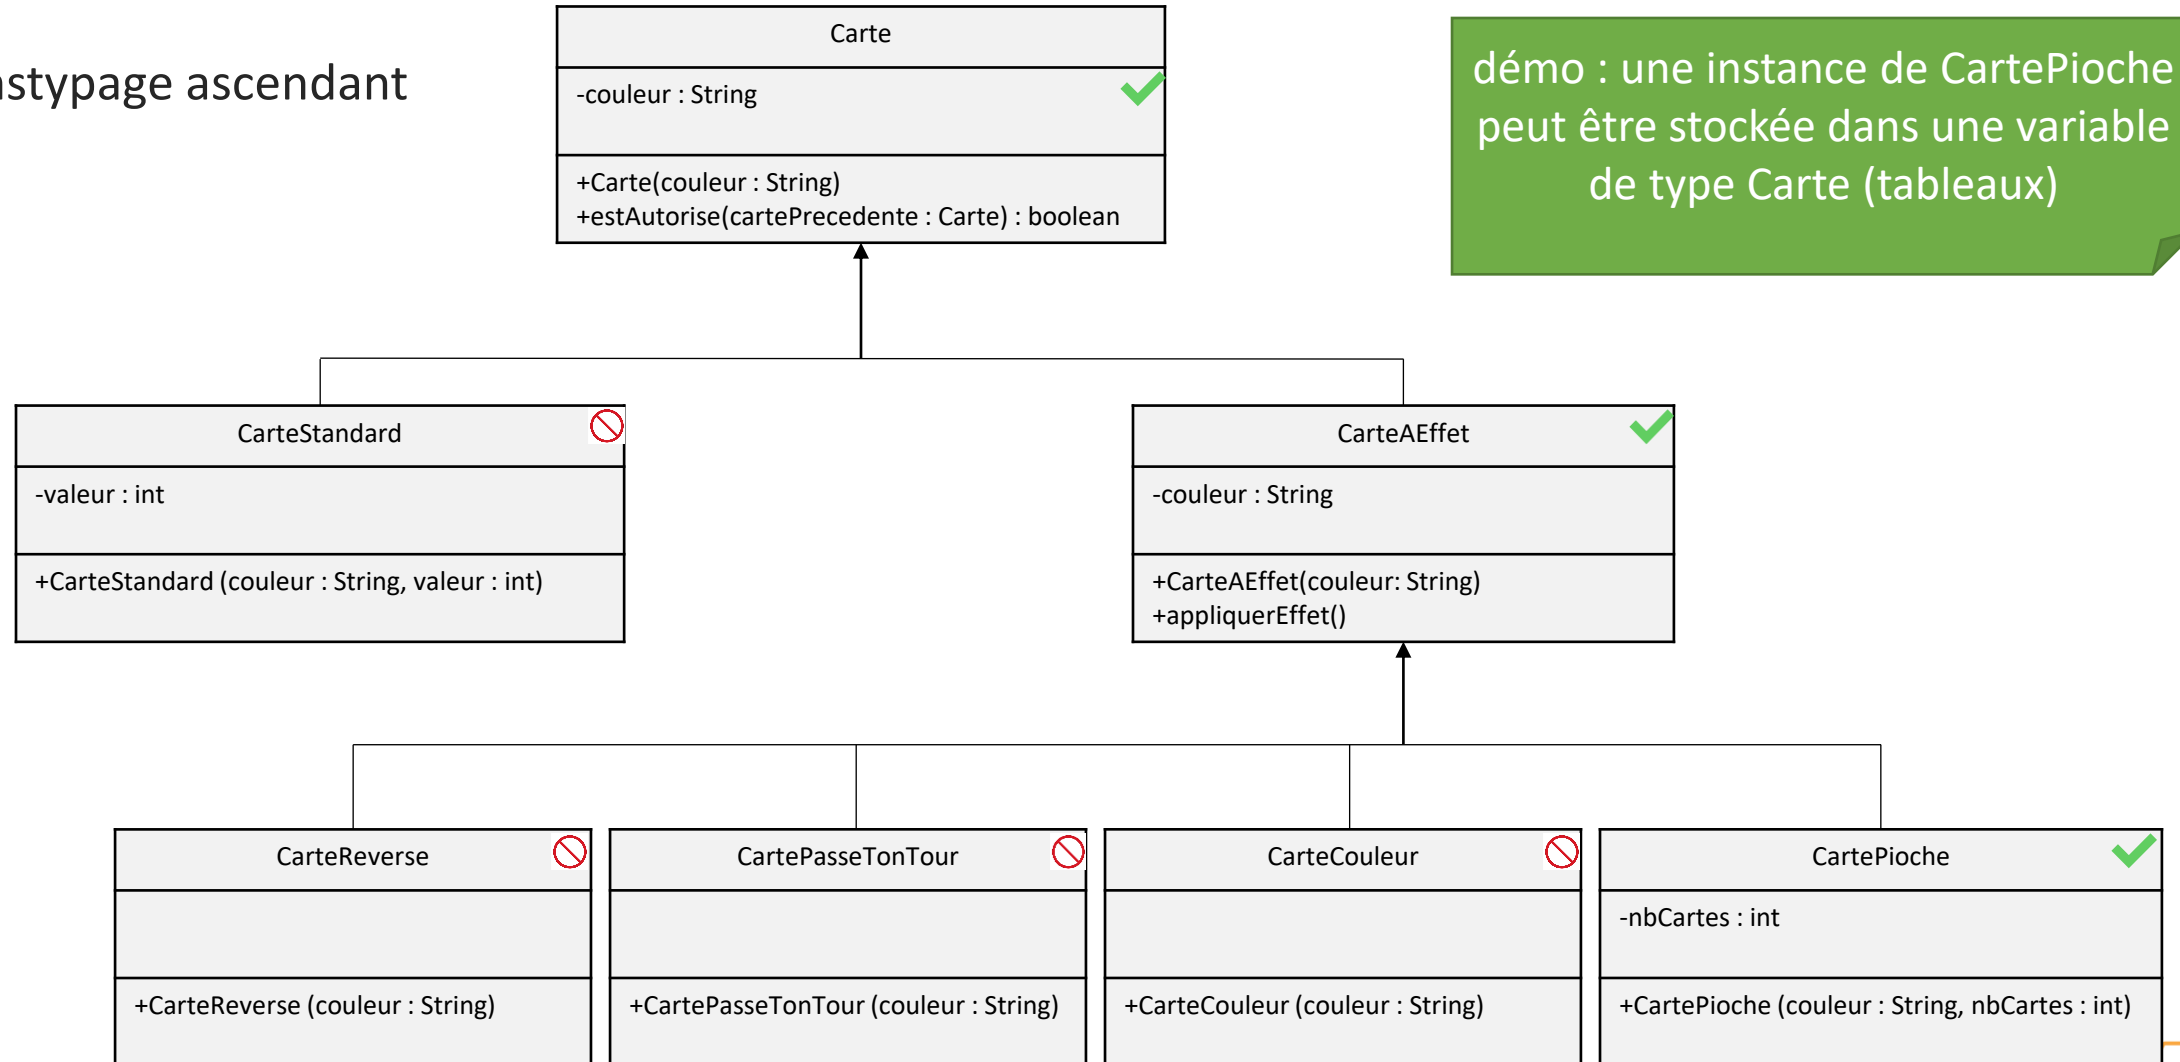 astypage ascendant
démo : une instance de CartePioche
peut être stockée dans une variable
de type Carte (tableaux)
Carte
-couleur : String
+Carte(couleur : String)
+estAutorise(cartePrecedente : Carte) : boolean
CarteStandard
-valeur : int
+CarteStandard (couleur : String, valeur : int)
CarteAEffet
-couleur : String
+CarteAEffet(couleur: String)
+appliquerEffet()
CarteReverse
+CarteReverse (couleur : String)
CartePasseTonTour
+CartePasseTonTour (couleur : String)
CarteCouleur
+CarteCouleur (couleur : String)
CartePioche
-nbCartes : int
+CartePioche (couleur : String, nbCartes : int)